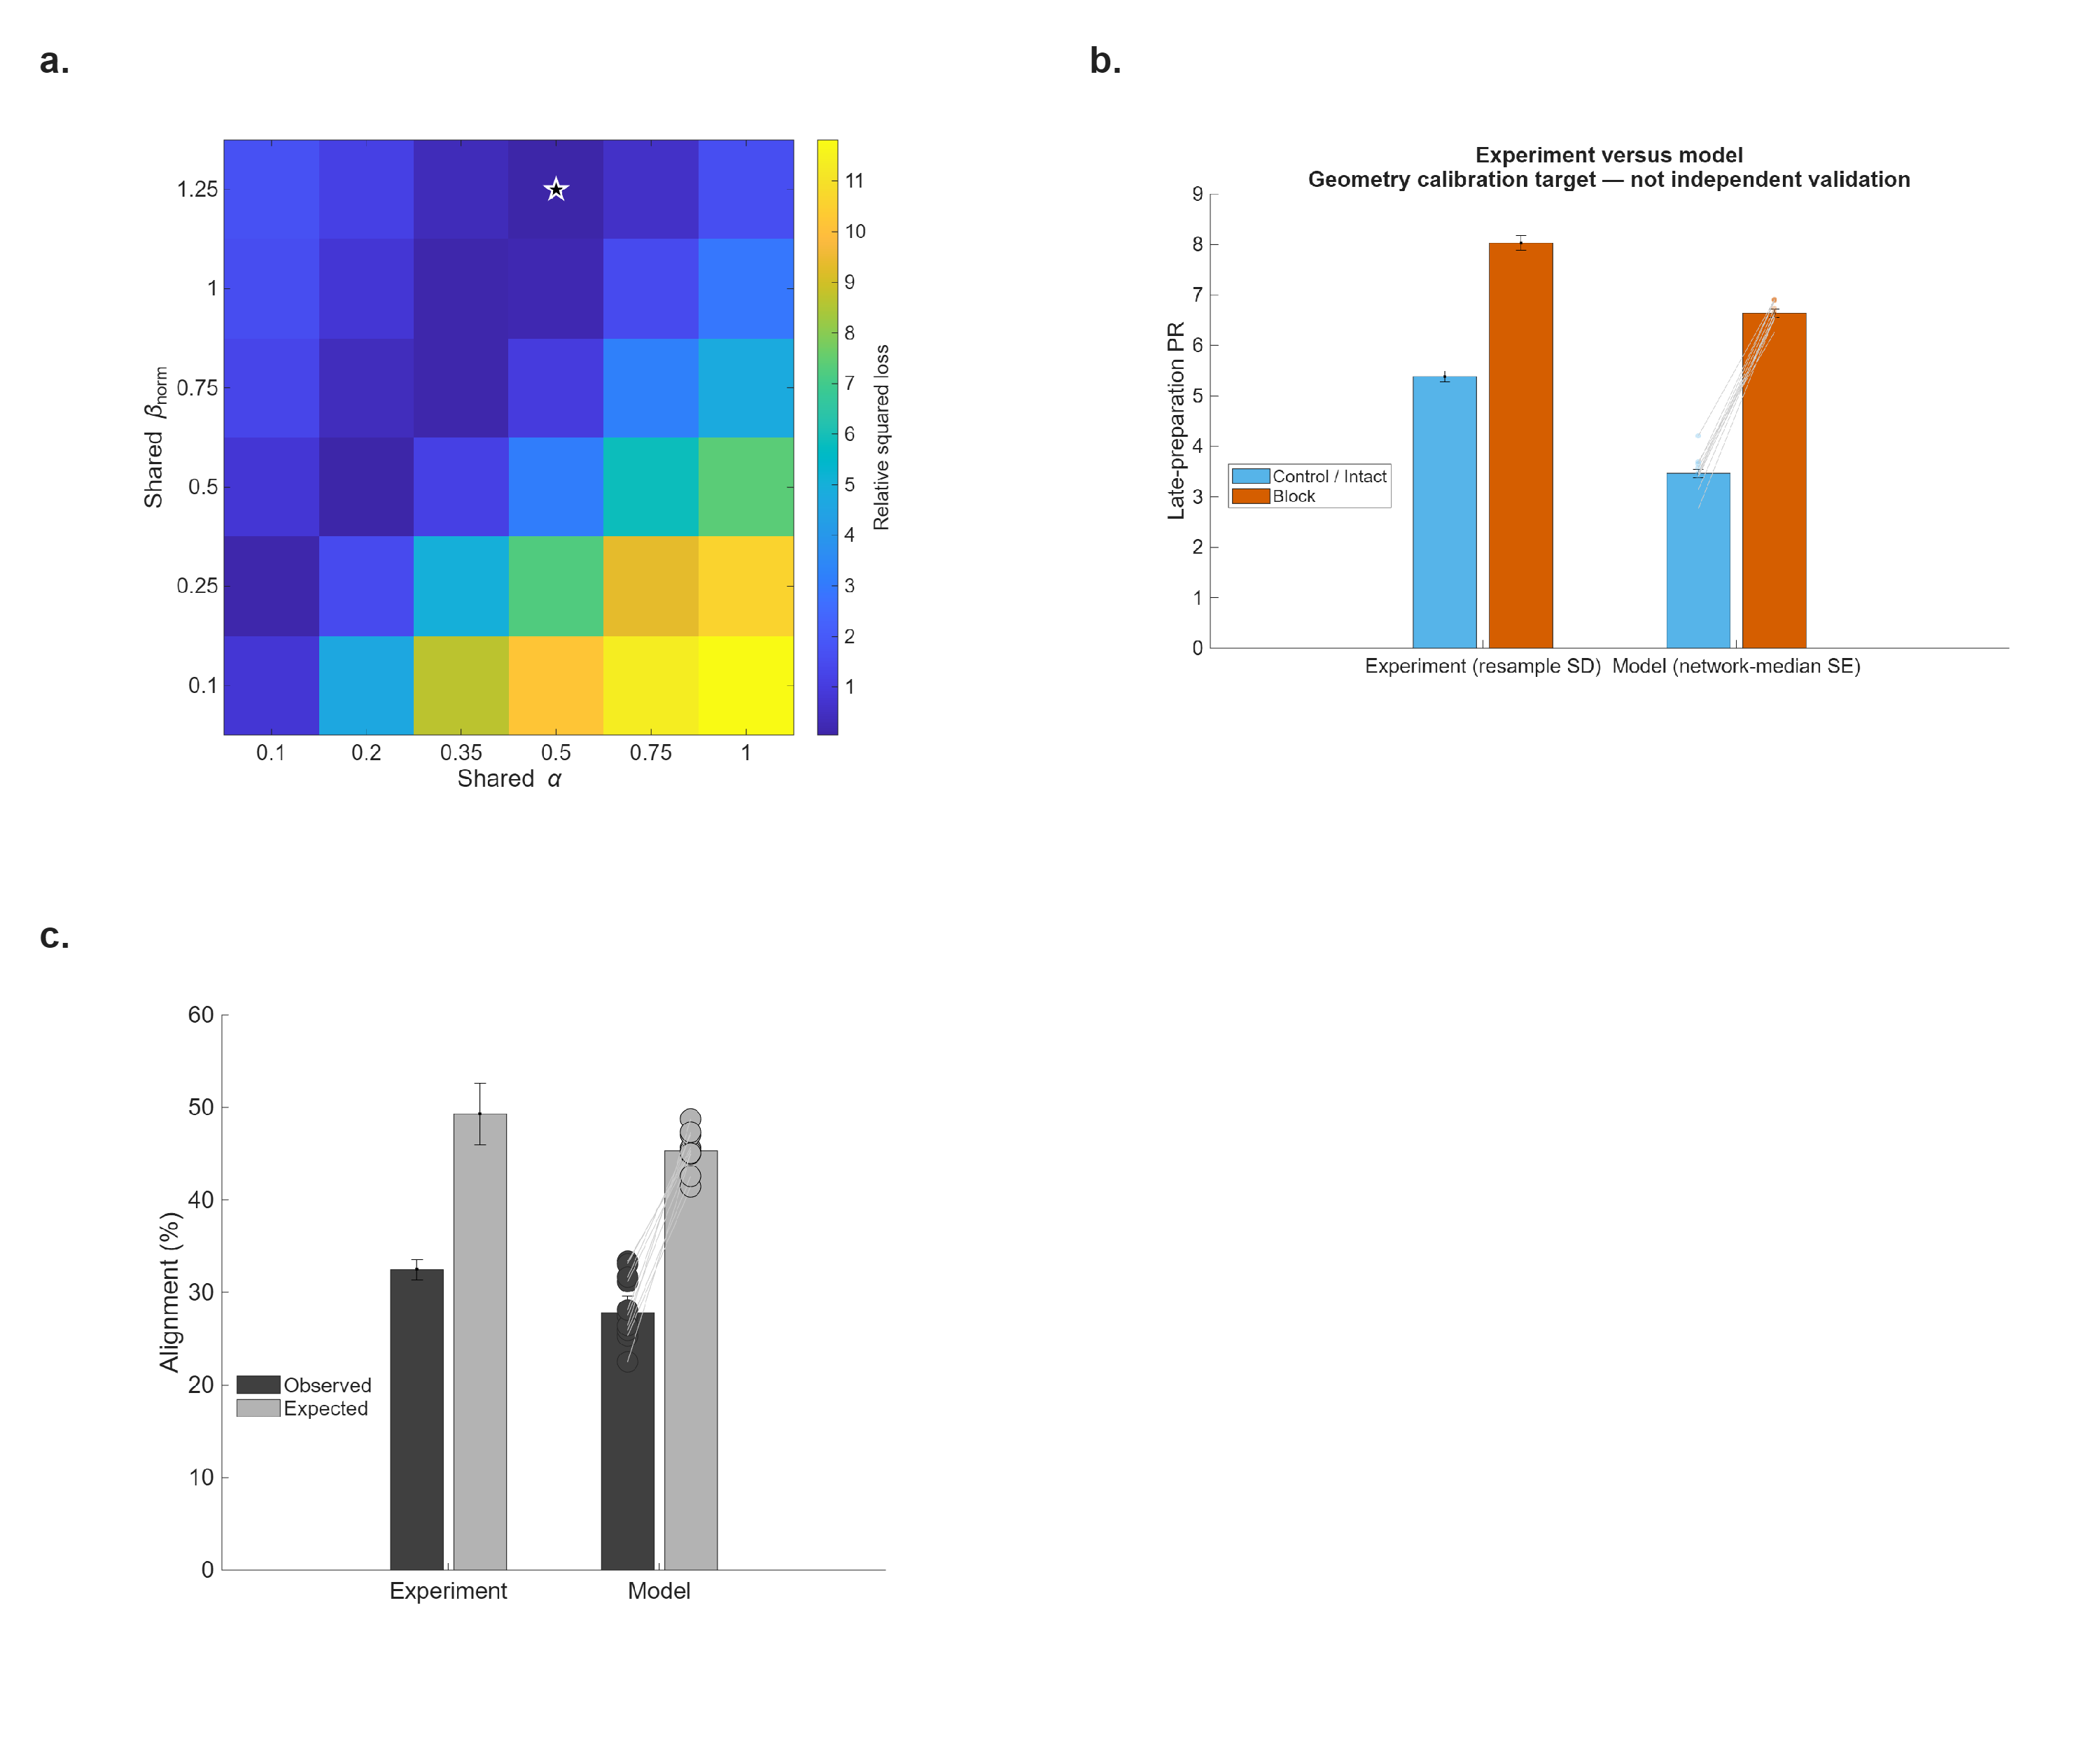 a.
1.25
1
0.75
0.5
0.25
0.1
Shared βnorm
0.1 0.2 0.35 0.5 0.75 1
Shared α
11
10
9
8
7
6
5
4
3
2
1
Relative squared loss
b.
Experiment versus model
Geometry calibration target — not independent validation
9
8
7
6
5
4
3
2
1
0
Late-preparation PR
Control / Intact
Block
Experiment (resample SD) Model (network-median SE)
c.
60
50
40
30
20
10
0
Alignment (%)
Observed
Expected
Experiment Model